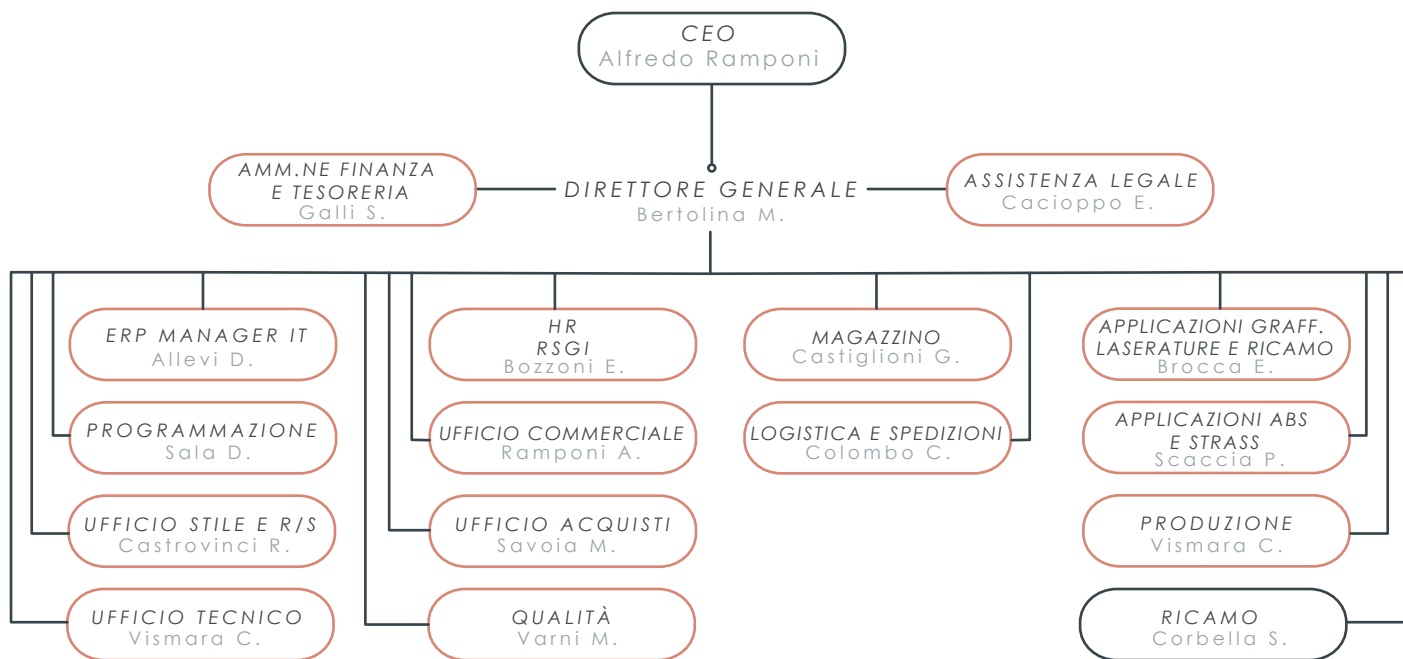 CEO
Alfredo Ramponi
AMM.NE FINANZA
E TESORERIA
Galli S.
DIRETTORE GENERALE
Bertolina M.
ASSISTENZA LEGALE
Cacioppo E.
ERP MANAGER IT
Allevi D.
HR
RSGI
Bozzoni E.
MAGAZZINO
Castiglioni G.
APPLICAZIONI GRAFF.
LASERATURE E RICAMO
Brocca E.
PROGRAMMAZIONE
Sala D.
UFFICIO COMMERCIALE
Ramponi A.
LOGISTICA E SPEDIZIONI
Colombo C.
APPLICAZIONI ABS
E STRASS
Scaccia P.
UFFICIO STILE E R/S
Castrovinci R.
UFFICIO ACQUISTI
Savoia M.
PRODUZIONE
Vismara C.
UFFICIO TECNICO
Vismara C.
QUALITÀ
Varni M.
RICAMO
Corbella S.